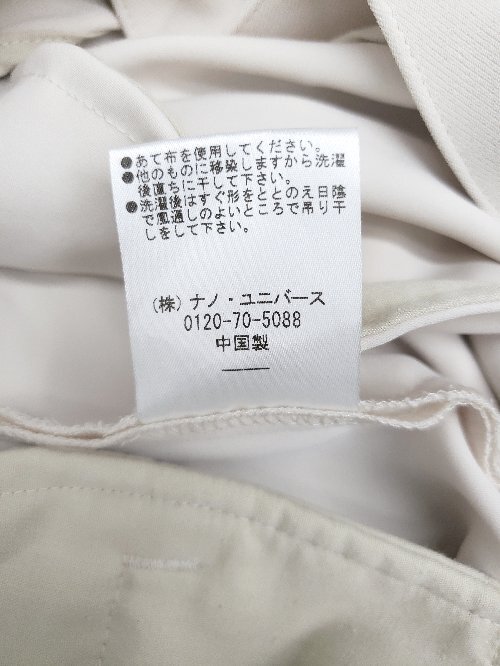 ●あて布を使用してください。
●他のものに移染しますから洗濯
後直ちに干して下さい。
●洗濯後はすぐ形をととのえ日陰
で風通しのよいところで吊り干
しをして下さい。
(株)ナノ・ユニバース
0120-70-5088
中国製